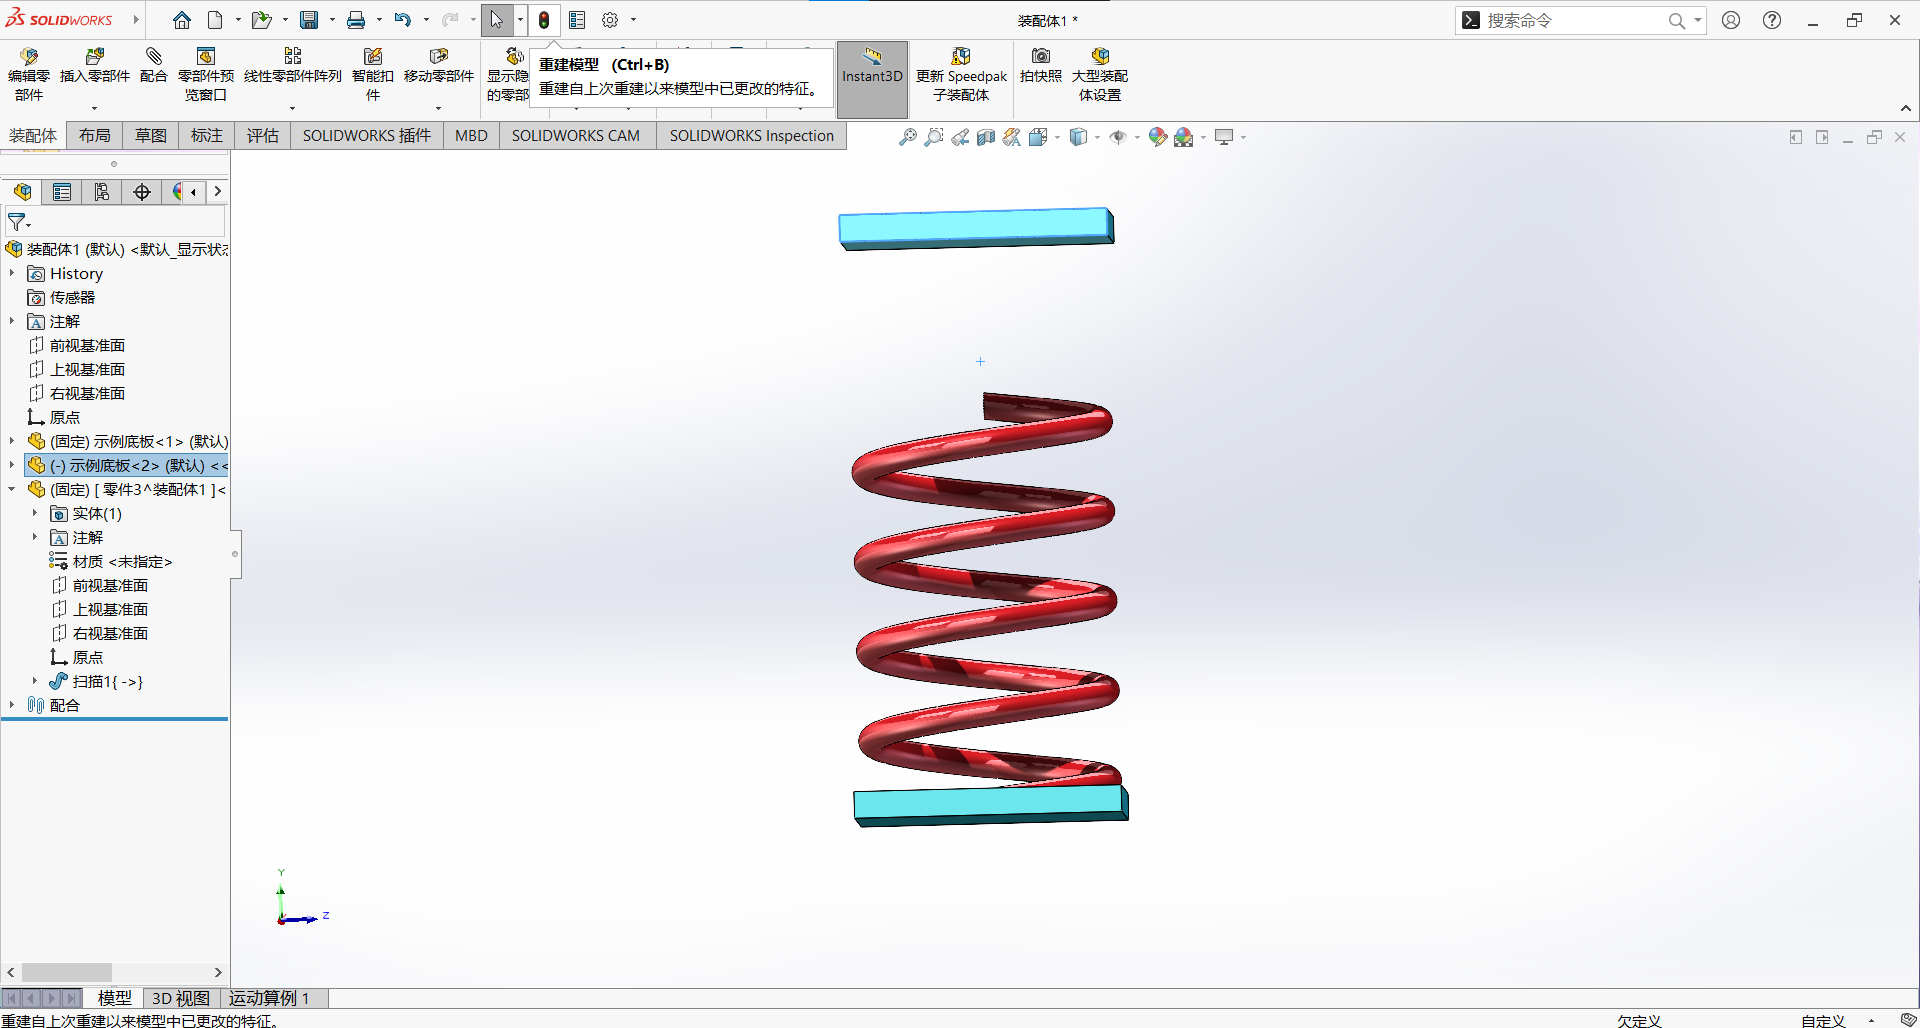 SOLIDWORKS
装配体1 *
搜索命令
编辑零
部件
插入零部件
配合
零部件预
览窗口
线性零部件阵列
智能扣
件
移动零部件
显示隐
的零部
重建模型 (Ctrl+B)
重建自上次重建以来模型中已更改的特征。
Instant3D
更新 Speedpak
子装配体
拍快照
大型装配
体设置
装配体
布局
草图
标注
评估
SOLIDWORKS 插件
MBD
SOLIDWORKS CAM
SOLIDWORKS Inspection
装配体1 (默认) <默认_显示状态
History
传感器
注解
前视基准面
上视基准面
右视基准面
原点
(固定) 示例底板<1> (默认)
(-) 示例底板<2> (默认) <<
(固定) [ 零件3^装配体1 ]<
实体(1)
注解
材质 <未指定>
前视基准面
上视基准面
右视基准面
原点
扫描1{ ->}
配合
Y
Z
模型
3D 视图
运动算例 1
重建自上次重建以来模型中已更改的特征。
欠定义
自定义